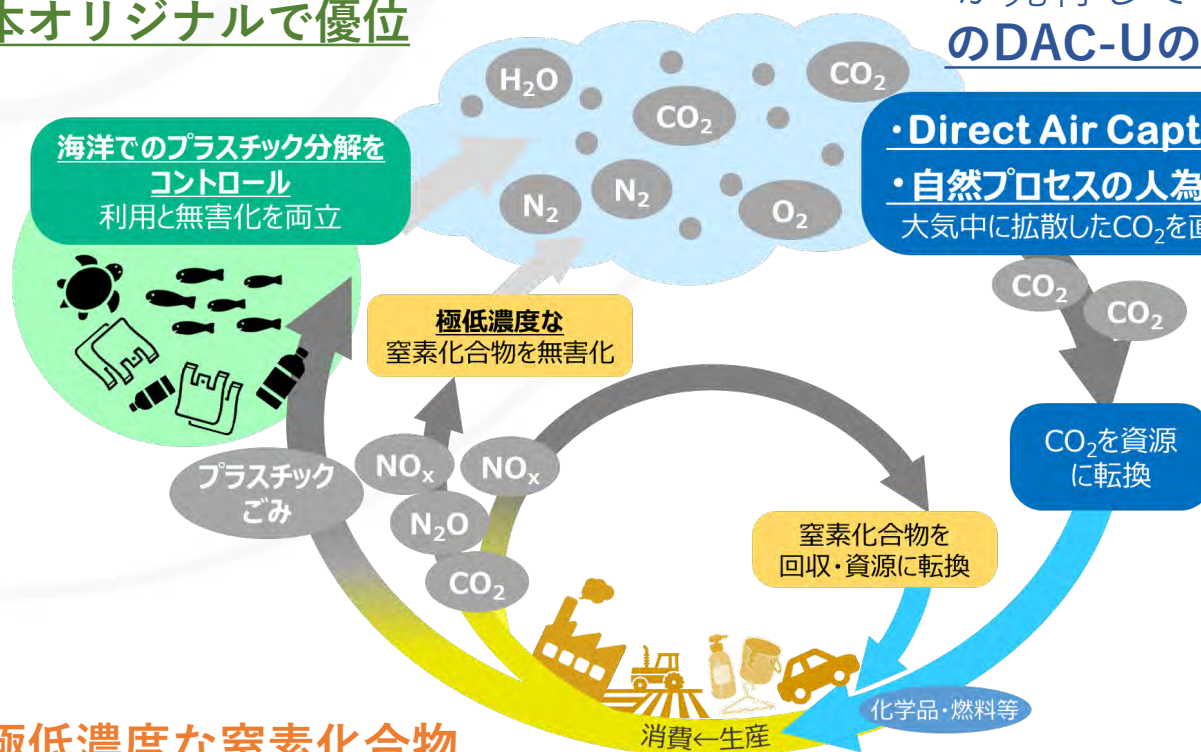 本オリジナルで優位
のDAC-Uの
海洋でのプラスチック分解を
コントロール
利用と無害化を両立
H₂O
CO₂
CO₂
N₂
N₂
O₂
・Direct Air Capt
・自然プロセスの人為
大気中に拡散したCO₂を直
CO₂
CO₂
極低濃度な
窒素化合物を無害化
CO₂を資源
に転換
プラスチック
ごみ
NOₓ
NOₓ
N₂O
CO₂
窒素化合物を
回収・資源に転換
化学品・燃料等
消費←生産
極低濃度な窒素化合物